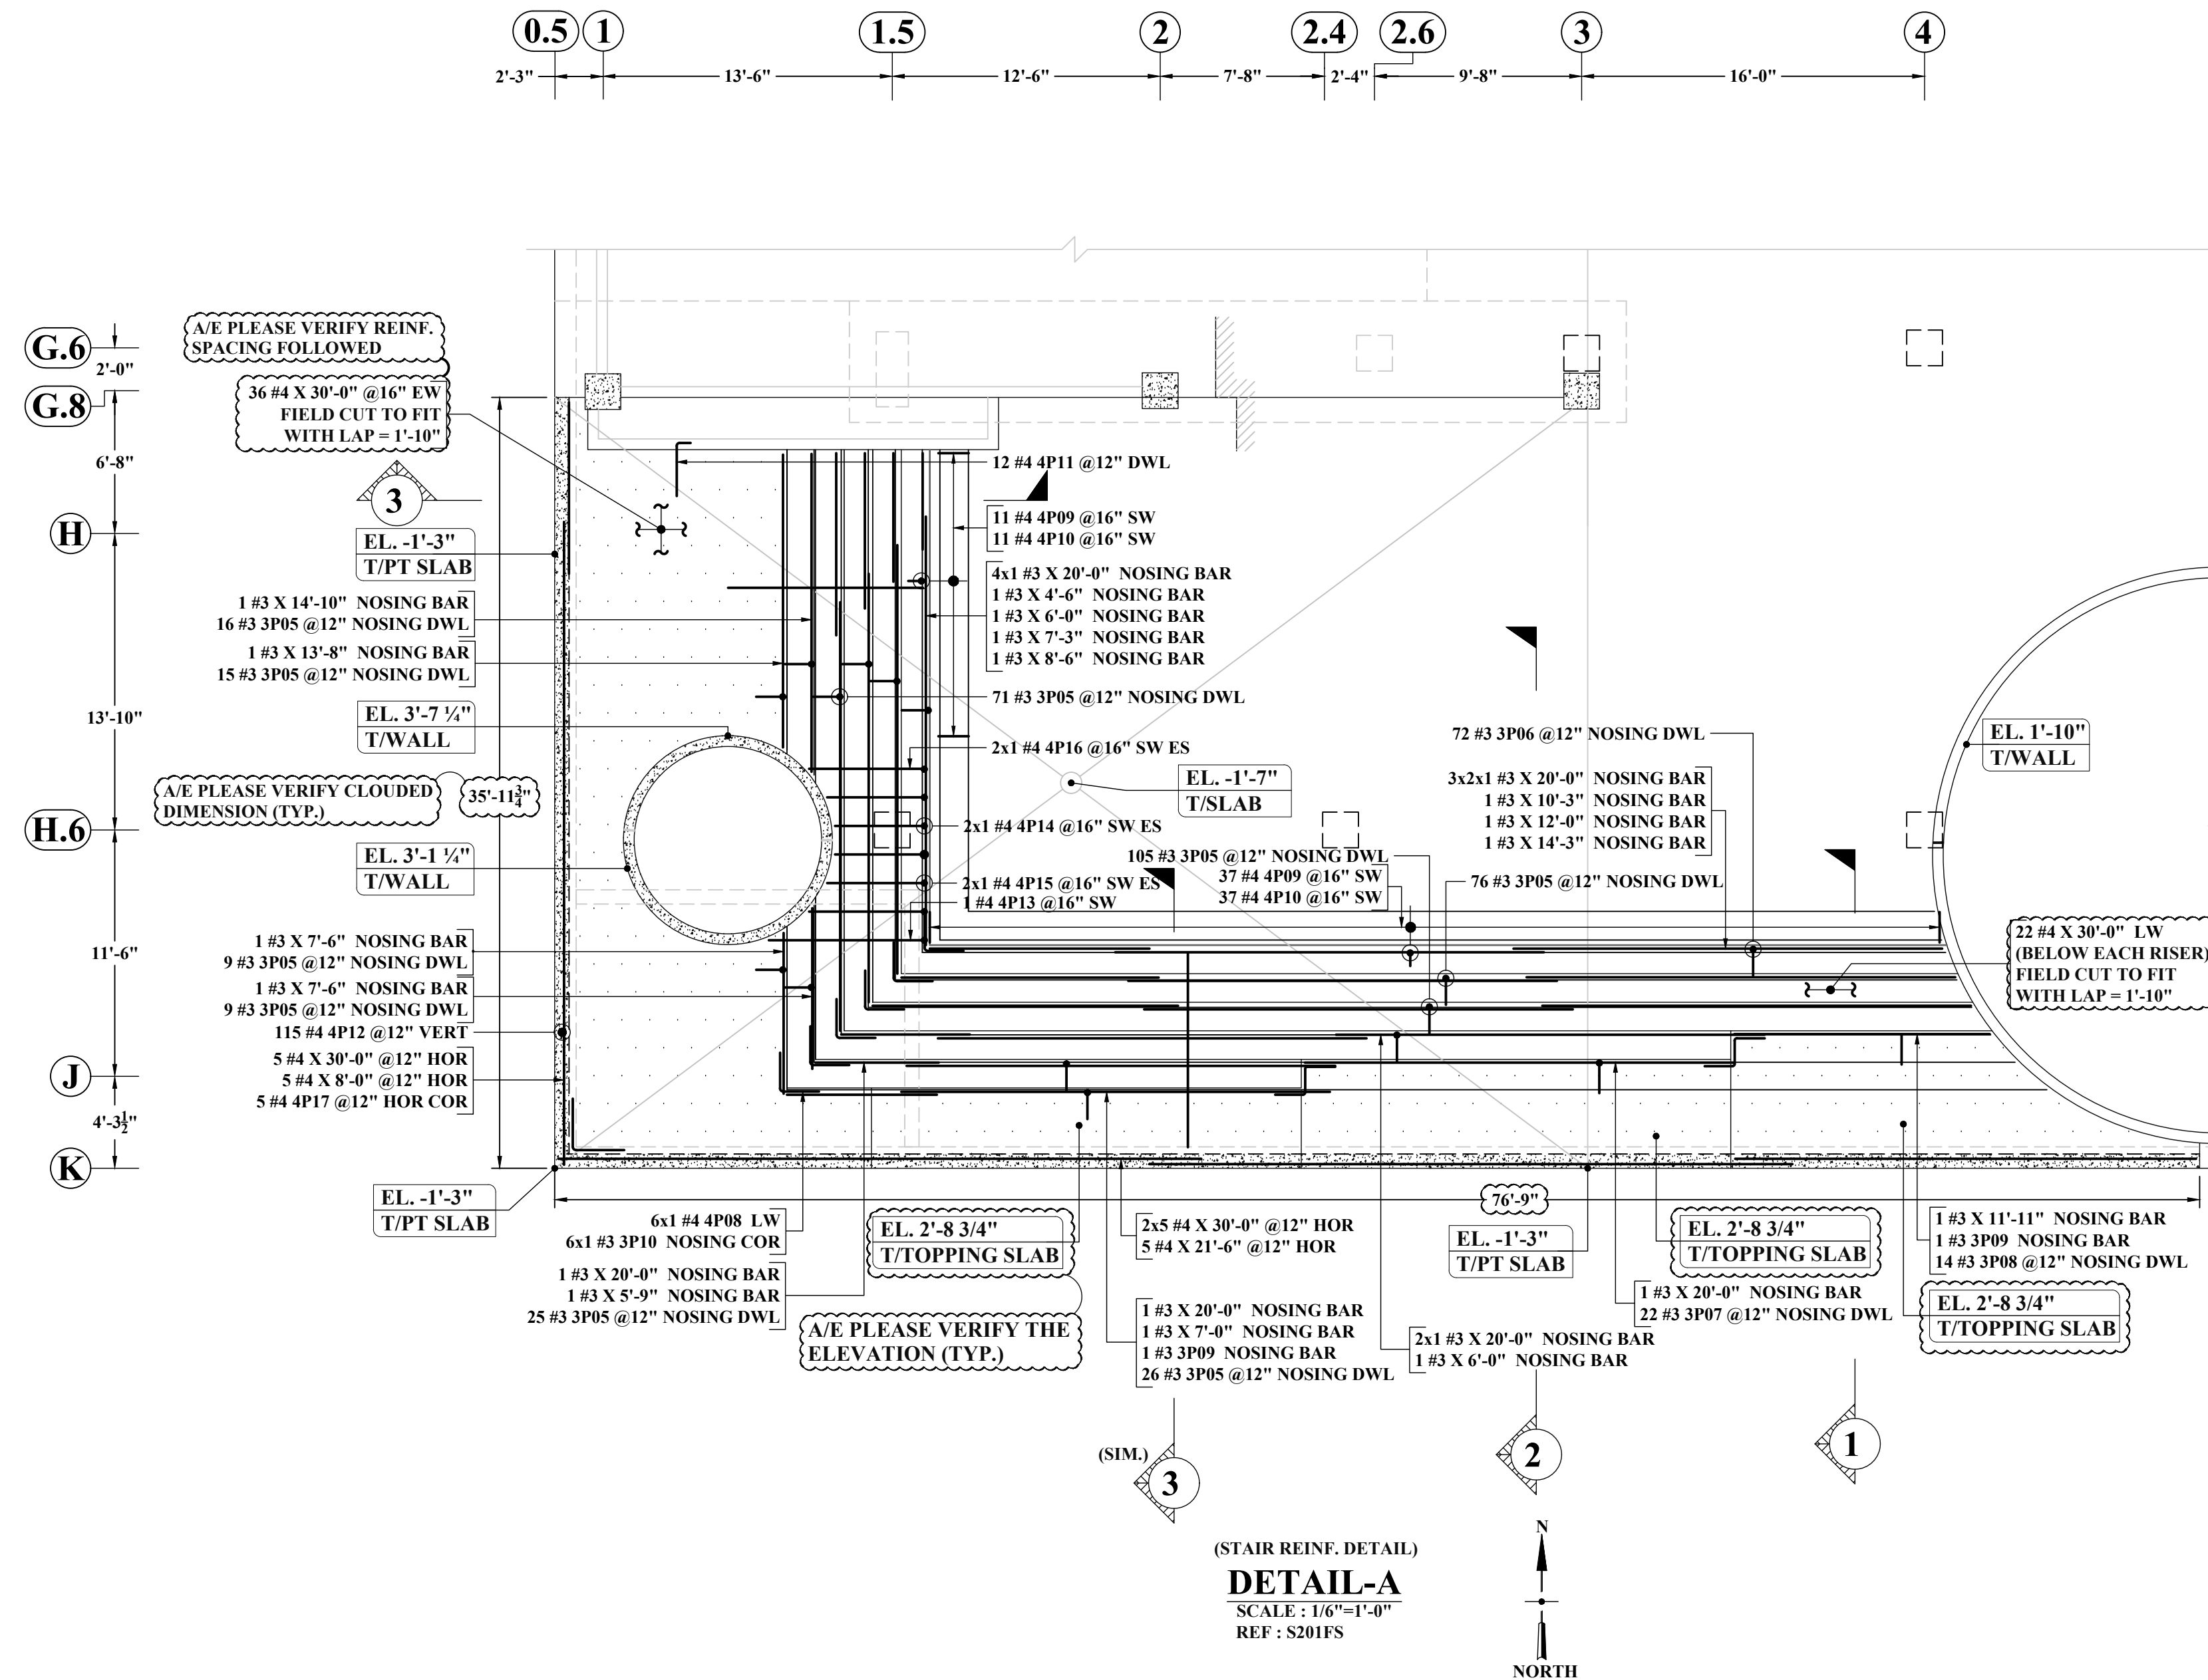 0.5
1
1.5
2
2.4
2.6
3
4
2'-3"
13'-6"
12'-6"
7'-8"
2'-4"
9'-8"
16'-0"
G.6
2'-0"
G.8
6'-8"
H
13'-10"
H.6
11'-6"
J
4'-3½"
K
A/E PLEASE VERIFY REINF.
SPACING FOLLOWED
36 #4 X 30'-0" @16" EW
FIELD CUT TO FIT
WITH LAP = 1'-10"
3
EL. -1'-3"
T/PT SLAB
1 #3 X 14'-10" NOSING BAR
16 #3 3P05 @12" NOSING DWL
1 #3 X 13'-8" NOSING BAR
15 #3 3P05 @12" NOSING DWL
EL. 3'-7 ¼"
T/WALL
A/E PLEASE VERIFY CLOUDED
DIMENSION (TYP.)
35'-11¾"
EL. 3'-1 ¼"
T/WALL
1 #3 X 7'-6" NOSING BAR
9 #3 3P05 @12" NOSING DWL
1 #3 X 7'-6" NOSING BAR
9 #3 3P05 @12" NOSING DWL
115 #4 4P12 @12" VERT
5 #4 X 30'-0" @12" HOR
5 #4 X 8'-0" @12" HOR
5 #4 4P17 @12" HOR COR
EL. -1'-3"
T/PT SLAB
12 #4 4P11 @12" DWL
11 #4 4P09 @16" SW
11 #4 4P10 @16" SW
4x1 #3 X 20'-0" NOSING BAR
1 #3 X 4'-6" NOSING BAR
1 #3 X 6'-0" NOSING BAR
1 #3 X 7'-3" NOSING BAR
1 #3 X 8'-6" NOSING BAR
71 #3 3P05 @12" NOSING DWL
2x1 #4 4P16 @16" SW ES
EL. -1'-7"
T/SLAB
2x1 #4 4P14 @16" SW ES
2x1 #4 4P15 @16" SW ES
1 #4 4P13 @16" SW
105 #3 3P05 @12" NOSING DWL
37 #4 4P09 @16" SW
37 #4 4P10 @16" SW
72 #3 3P06 @12" NOSING DWL
3x2x1 #3 X 20'-0" NOSING BAR
1 #3 X 10'-3" NOSING BAR
1 #3 X 12'-0" NOSING BAR
1 #3 X 14'-3" NOSING BAR
76 #3 3P05 @12" NOSING DWL
EL. 1'-10"
T/WALL
22 #4 X 30'-0" LW
(BELOW EACH RISER)
FIELD CUT TO FIT
WITH LAP = 1'-10"
76'-9"
6x1 #4 4P08 LW
6x1 #3 3P10 NOSING COR
1 #3 X 20'-0" NOSING BAR
1 #3 X 5'-9" NOSING BAR
25 #3 3P05 @12" NOSING DWL
EL. 2'-8 3/4"
T/TOPPING SLAB
A/E PLEASE VERIFY THE
ELEVATION (TYP.)
2x5 #4 X 30'-0" @12" HOR
5 #4 X 21'-6" @12" HOR
1 #3 X 20'-0" NOSING BAR
1 #3 X 7'-0" NOSING BAR
1 #3 3P09 NOSING BAR
26 #3 3P05 @12" NOSING DWL
EL. -1'-3"
T/PT SLAB
2x1 #3 X 20'-0" NOSING BAR
1 #3 X 6'-0" NOSING BAR
EL. 2'-8 3/4"
T/TOPPING SLAB
1 #3 X 20'-0" NOSING BAR
22 #3 3P07 @12" NOSING DWL
1 #3 X 11'-11" NOSING BAR
1 #3 3P09 NOSING BAR
14 #3 3P08 @12" NOSING DWL
EL. 2'-8 3/4"
T/TOPPING SLAB
(SIM.)
3
2
1
(STAIR REINF. DETAIL)
DETAIL-A
SCALE : 1/6"=1'-0"
REF : S201FS
N
NORTH